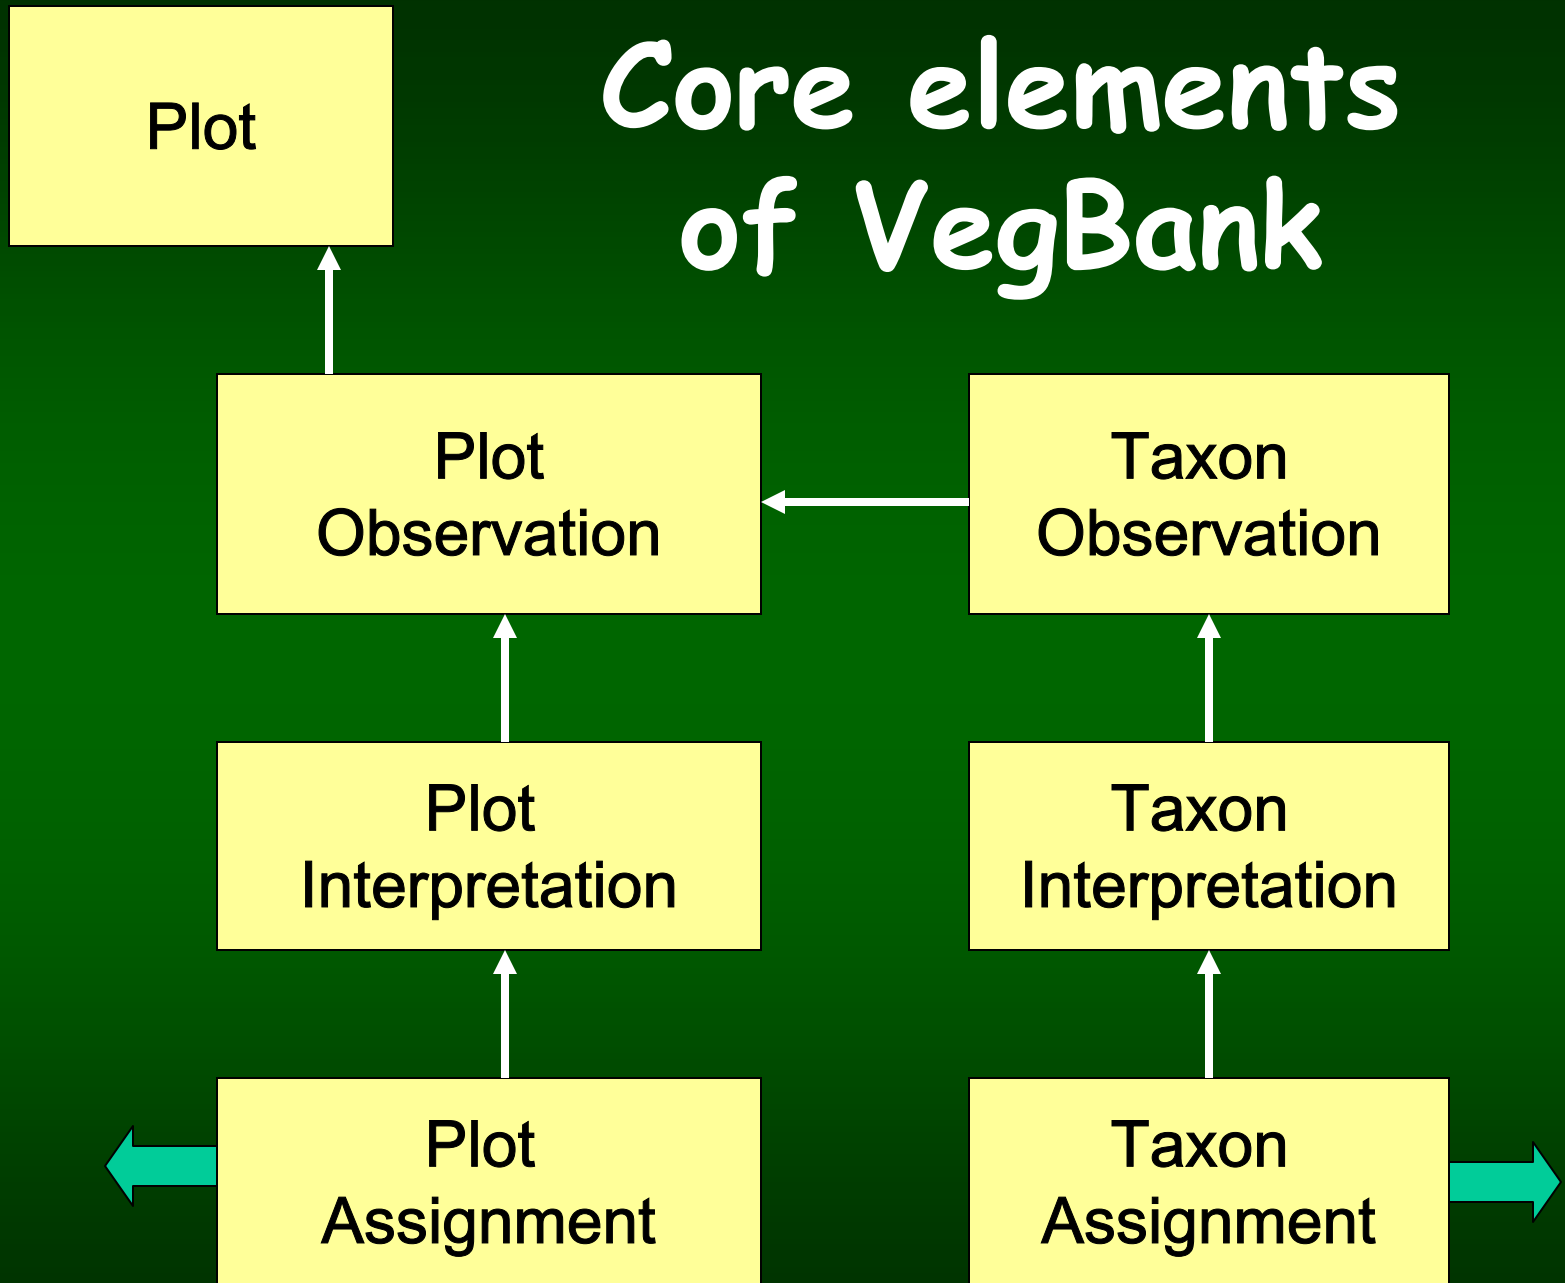 Plot
Core elements
of VegBank
Plot
Observation
Taxon
Observation
Plot
Interpretation
Taxon
Interpretation
Plot
Assignment
Taxon
Assignment